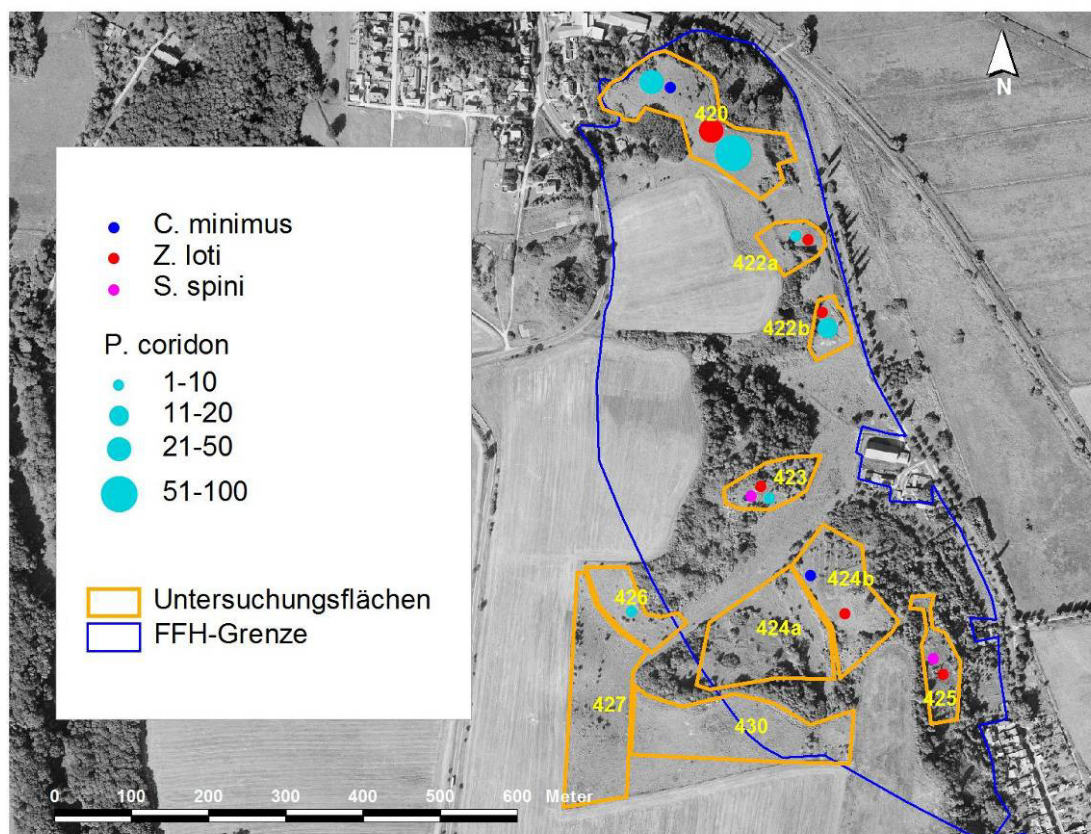 N
C. minimus
Z. loti
S. spini
P. coridon
1-10
11-20
21-50
51-100
Untersuchungsflächen
FFH-Grenze
420
422a
422b
423
424b
426
424a
425
427
430
0 100 200 300 400 500 600 Meter